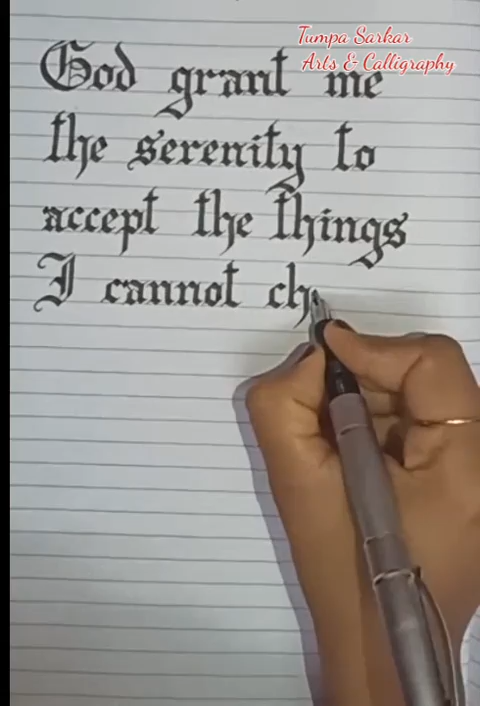 Tumpa Sarkar
Arts & Calligraphy
God grant me
the serenity to
accept the things
I cannot ch